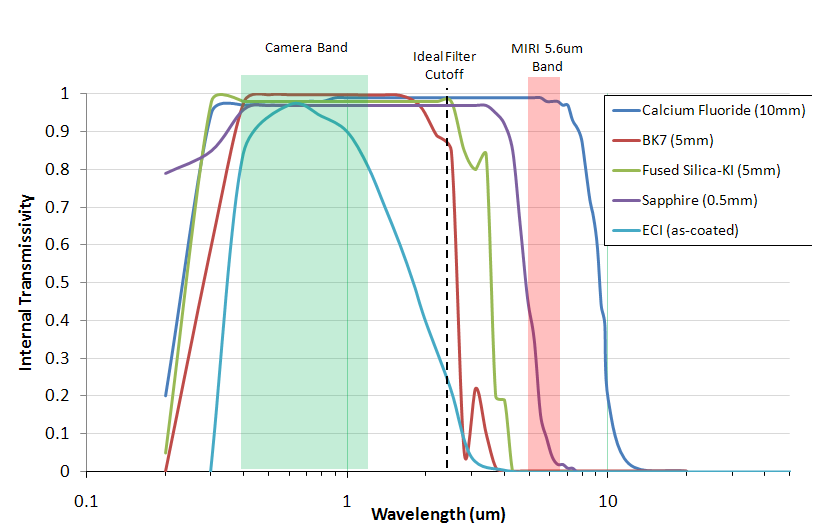 Camera Band
Ideal Filter
Cutoff
MIRI 5.6um
Band
Internal Transmissivity
1
0.9
0.8
0.7
0.6
0.5
0.4
0.3
0.2
0.1
0
Calcium Fluoride (10mm)
BK7 (5mm)
Fused Silica-KI (5mm)
Sapphire (0.5mm)
ECI (as-coated)
0.1
1
10
Wavelength (um)